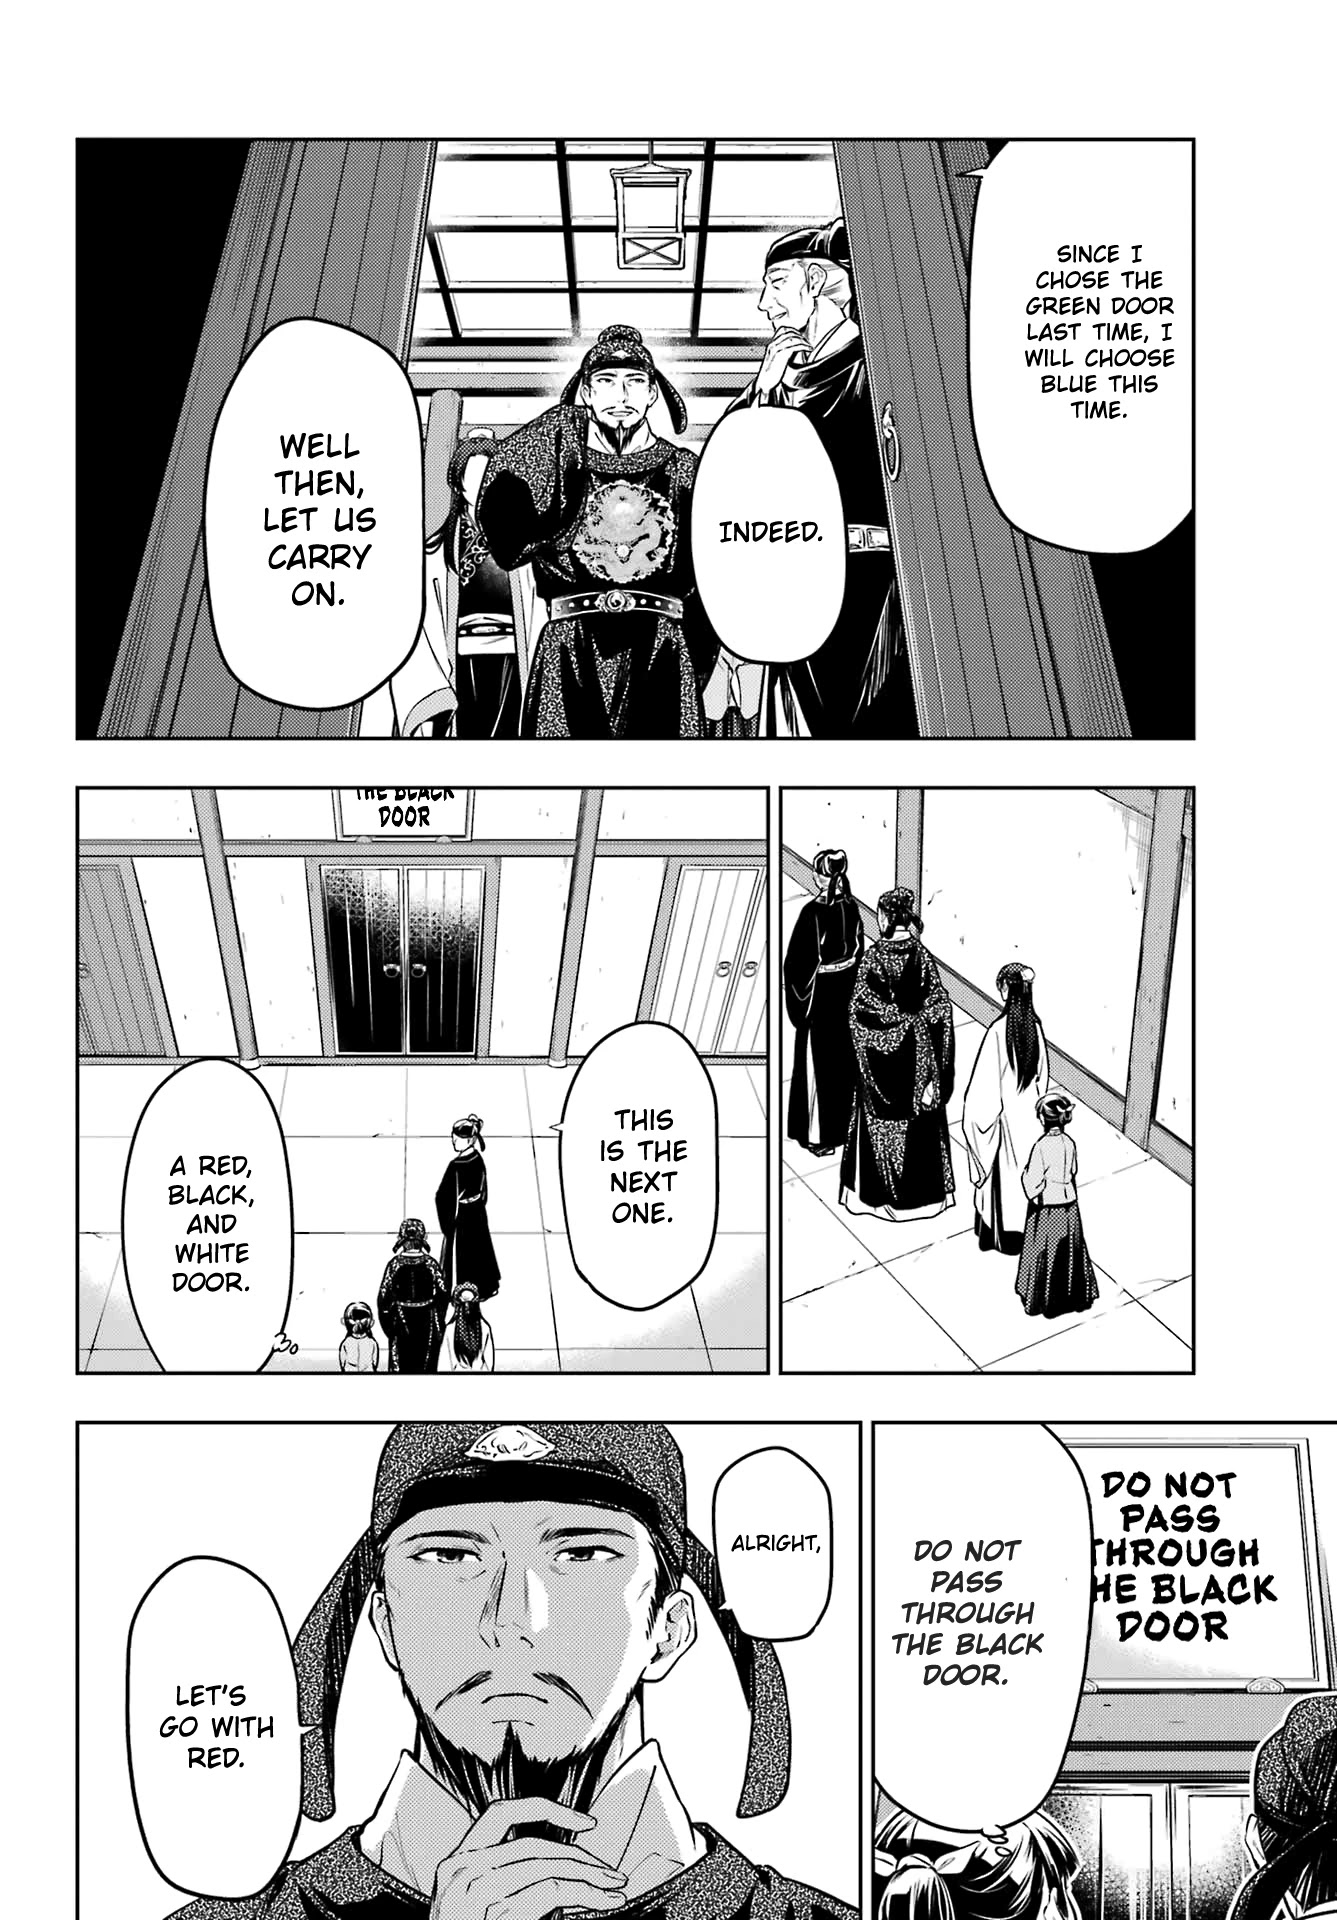 SINCE I
CHOSE THE
GREEN DOOR
LAST TIME, I
WILL CHOOSE
BLUE THIS
TIME.
INDEED.
WELL
THEN,
LET US
CARRY
ON.
THE BLACK
DOOR
THIS
IS THE
NEXT
ONE.
A RED,
BLACK,
AND
WHITE
DOOR.
DO NOT
PASS
THROUGH
THE BLACK
DOOR
DO NOT
PASS
THROUGH
THE BLACK
DOOR.
ALRIGHT,
LET'S
GO WITH
RED.